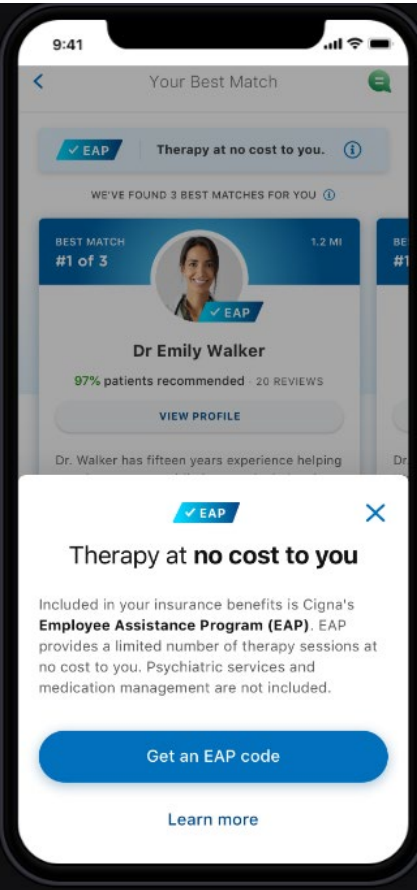 9:41
Your Best Match
EAP
Therapy at no cost to you.
WE'VE FOUND 3 BEST MATCHES FOR YOU
BEST MATCH
#1 of 3
1.2 MI
EAP
BE
#1
Dr Emily Walker
97% patients recommended · 20 REVIEWS
VIEW PROFILE
Dr. Walker has fifteen years experience helping
Dr.
EAP
Therapy at no cost to you
Included in your insurance benefits is Cigna's
Employee Assistance Program (EAP). EAP
provides a limited number of therapy sessions at
no cost to you. Psychiatric services and
medication management are not included.
Get an EAP code
Learn more